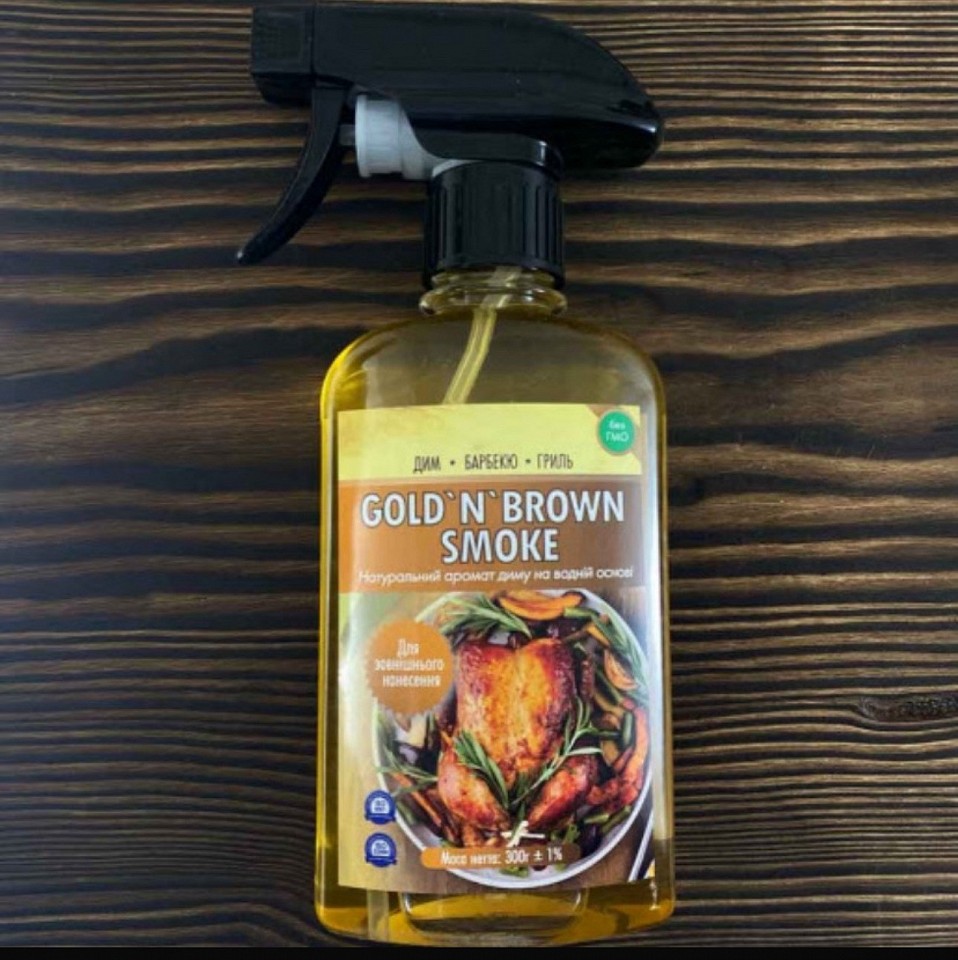 без
ГМО
ДИМ • БАРБЕКЮ • ГРИЛЬ
GOLD`N`BROWN
SMOKE
Натуральний аромат диму на водній основі
Для
зовнішнього
нанесення
Маса нетто: 300г ± 1%